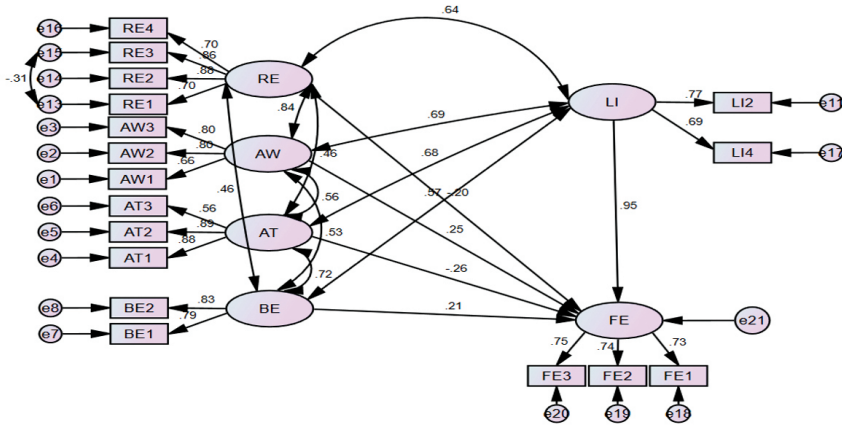 e16 RE4
e15 RE3
e14 RE2
e13 RE1
e3 AW3
e2 AW2
e1 AW1
e6 AT3
e5 AT2
e4 AT1
e8 BE2
e7 BE1
-.31
.70
.86
.88
.70
.80
.80
.66
.56
.89
.88
.83
.79
RE
AW
AT
BE
.64
.84
.46
.69
.68
.46
.56
.53
.72
.57
-.20
.25
-.26
.21
.95
LI
.77
.69
LI2 e11
LI4 e17
FE
e21
.75
.74
.73
FE3 FE2 FE1
e20 e19 e18